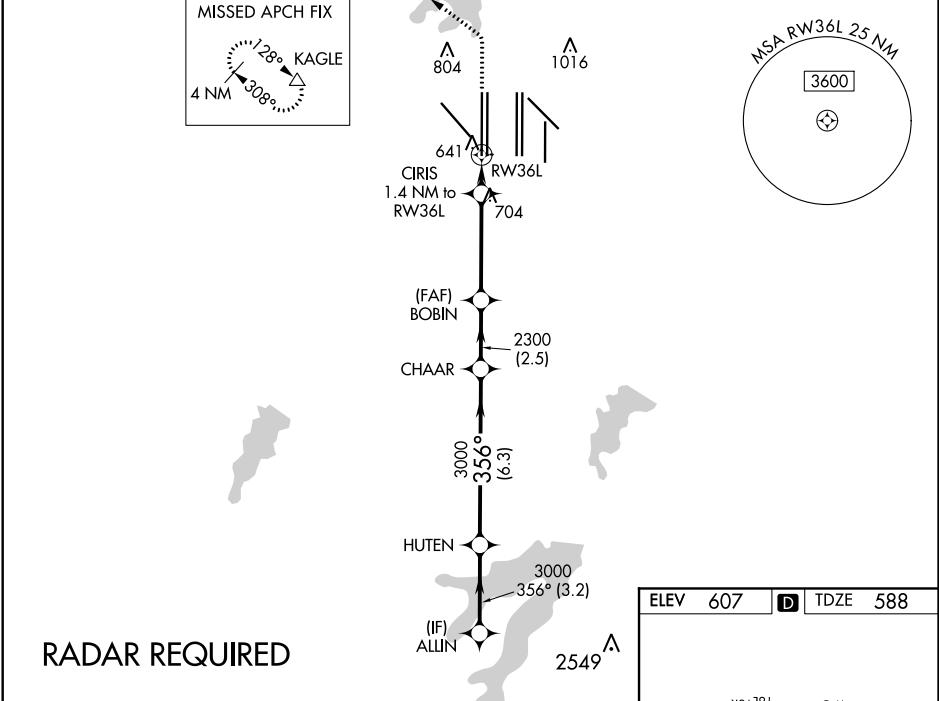 MISSED APCH FIX
128°
KAGLE
4 NM
308°
804
1016
MSA RW36L 25 NM
3600
641
RW36L
CIRIS
1.4 NM to
RW36L
704
(FAF)
BOBIN
2300
(2.5)
CHAAR
3000
356°
(6.3)
HUTEN
3000
356° (3.2)
(IF)
ALLIN
2549
RADAR REQUIRED
ELEV 607 D TDZE 588